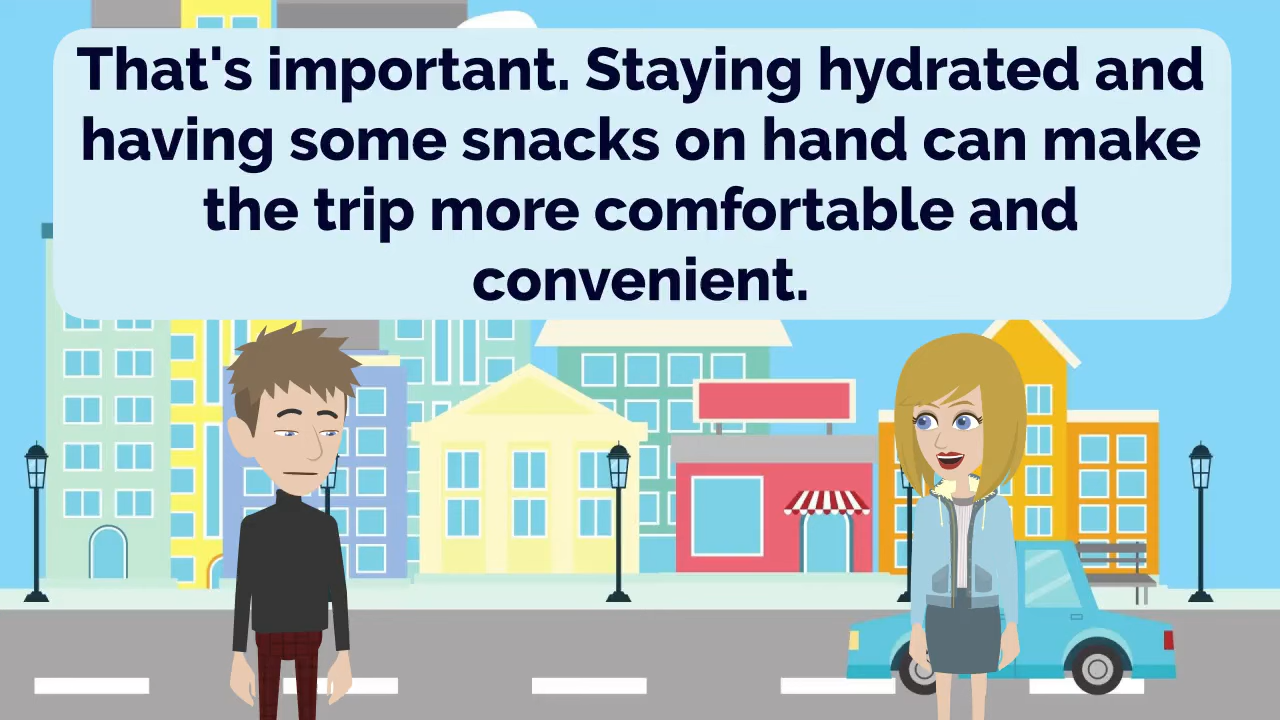 That's important. Staying hydrated and
having some snacks on hand can make
the trip more comfortable and
convenient.